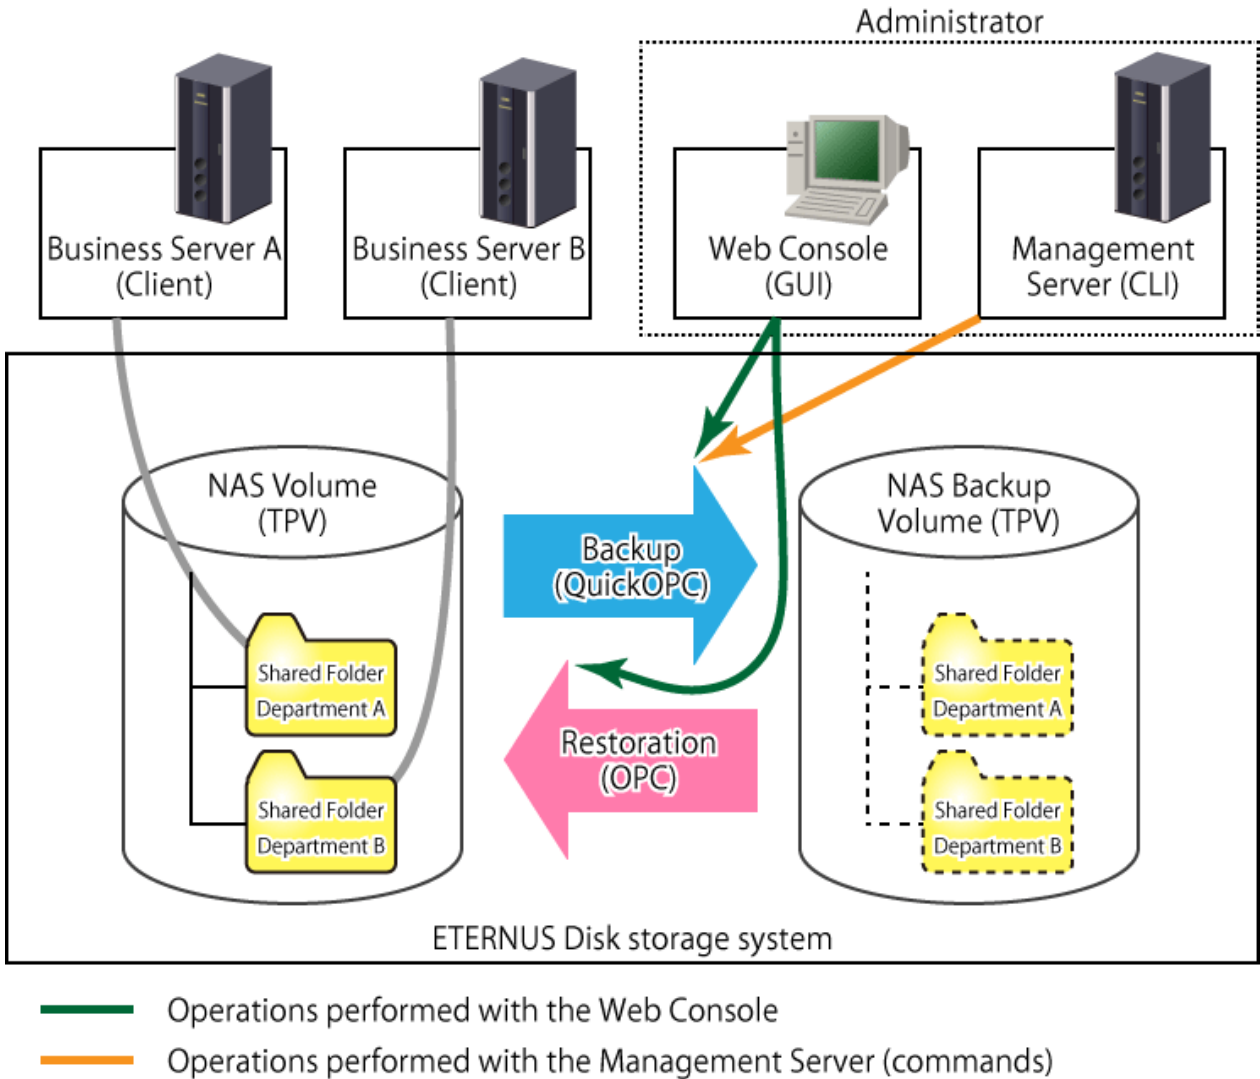 Administrator
Business Server A
(Client)
Business Server B
(Client)
Web Console
(GUI)
Management
Server (CLI)
NAS Volume
(TPV)
NAS Backup
Volume (TPV)
Backup
(QuickOPC)
Shared Folder
Department A
Shared Folder
Department A
Restoration
(OPC)
Shared Folder
Department B
Shared Folder
Department B
ETERNUS Disk storage system
Operations performed with the Web Console
Operations performed with the Management Server (commands)